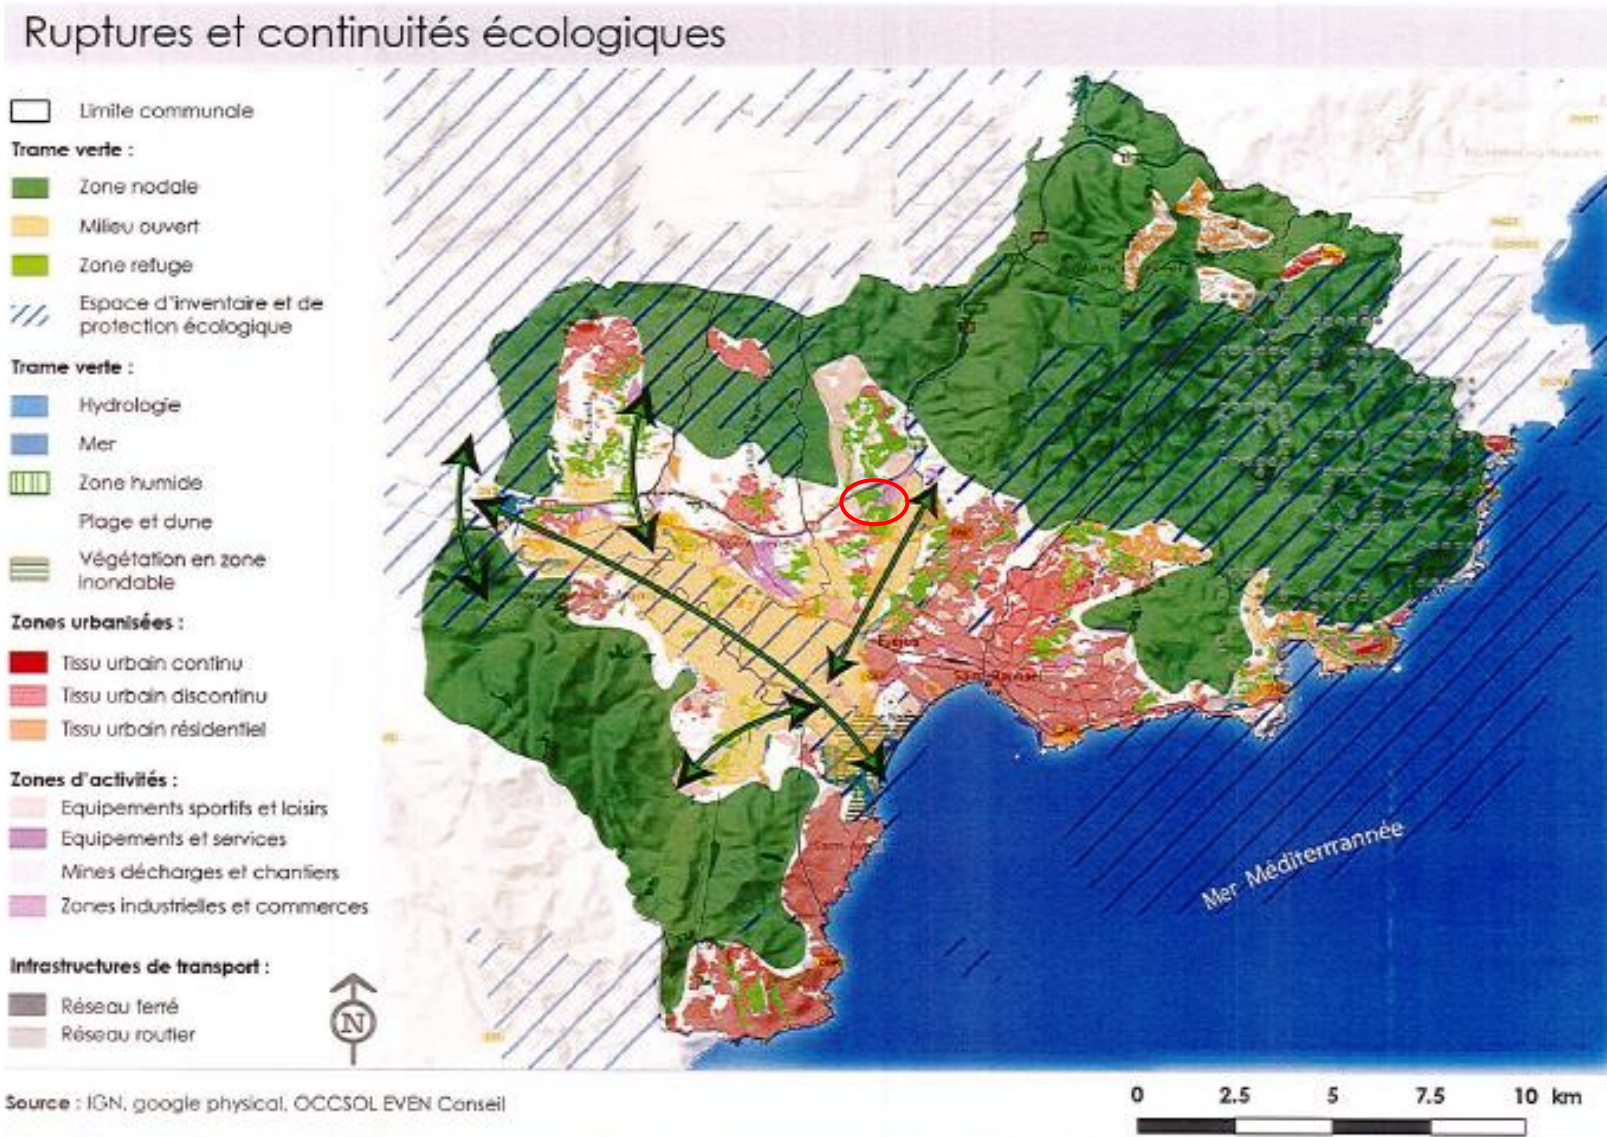 Ruptures et continuités écologiques
Limite communale
Trame verte :
Zone nodale
Milieu ouvert
Zone refuge
Espace d'inventaire et de
protection écologique
Trame verte :
Hydrologie
Mer
Zone humide
Plage et dune
Végétation en zone
inondable
Zones urbanisées :
Tissu urbain continu
Tissu urbain discontinu
Tissu urbain résidentiel
Zones d'activités :
Equipements sportifs et loisirs
Equipements et services
Mines décharges et chantiers
Zones industrielles et commerces
Infrastructures de transport :
Réseau ferré
Réseau routier
N
Fréjus
Saint-Raphaël
Mer Méditerrannée
Source : IGN, google physical, OCCSOL EVEN Conseil
0 2.5 5 7.5 10 km